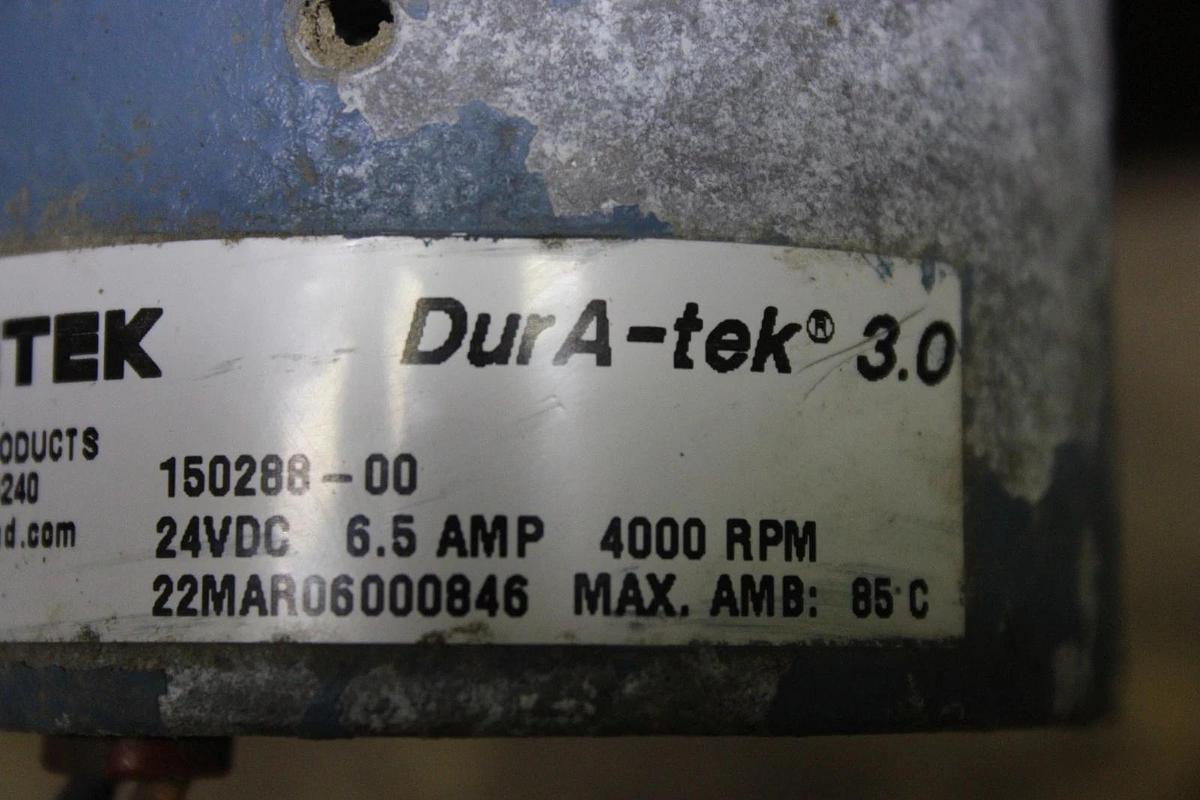 TEK DurA-tek® 3.0
ODUCTS
150288-00
240
d.com
24VDC 6.5 AMP 4000 RPM
22MAR06000846 MAX. AMB: 85°C